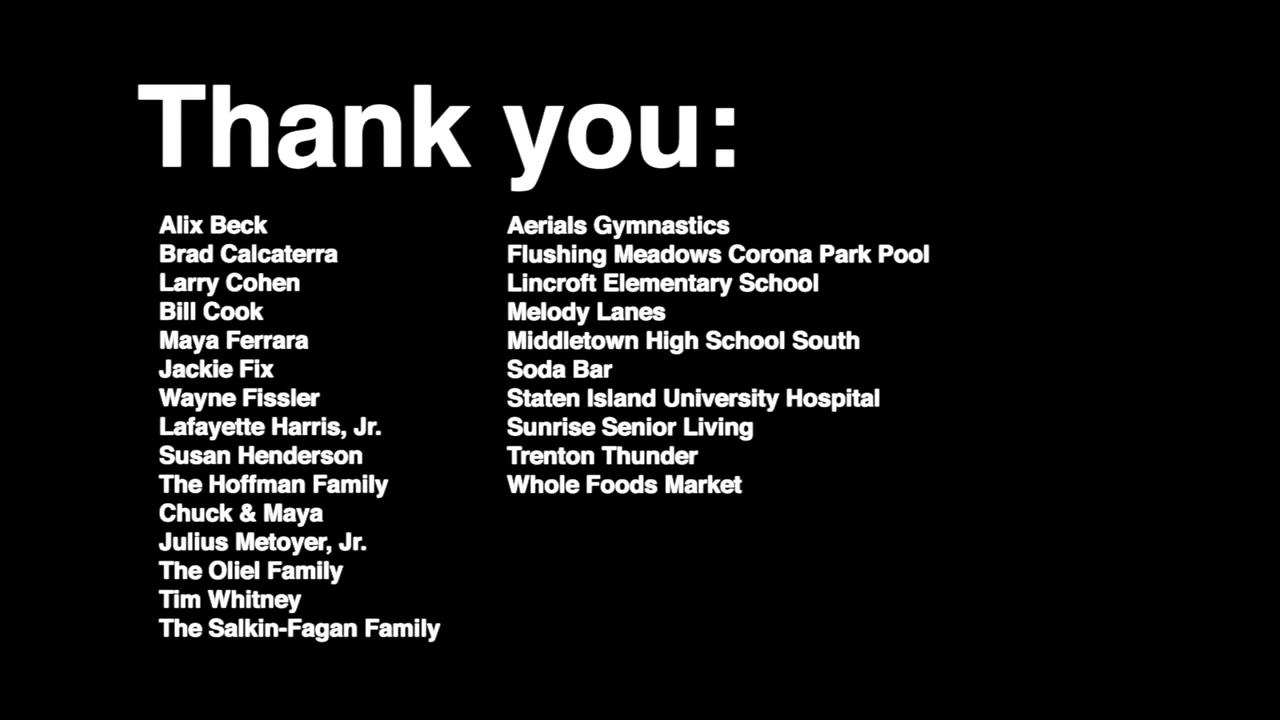 Thank you:
Alix Beck
Brad Calcaterra
Larry Cohen
Bill Cook
Maya Ferrara
Jackie Fix
Wayne Fissler
Lafayette Harris, Jr.
Susan Henderson
The Hoffman Family
Chuck & Maya
Julius Metoyer, Jr.
The Oliel Family
Tim Whitney
The Salkin-Fagan Family
Aerials Gymnastics
Flushing Meadows Corona Park Pool
Lincroft Elementary School
Melody Lanes
Middletown High School South
Soda Bar
Staten Island University Hospital
Sunrise Senior Living
Trenton Thunder
Whole Foods Market